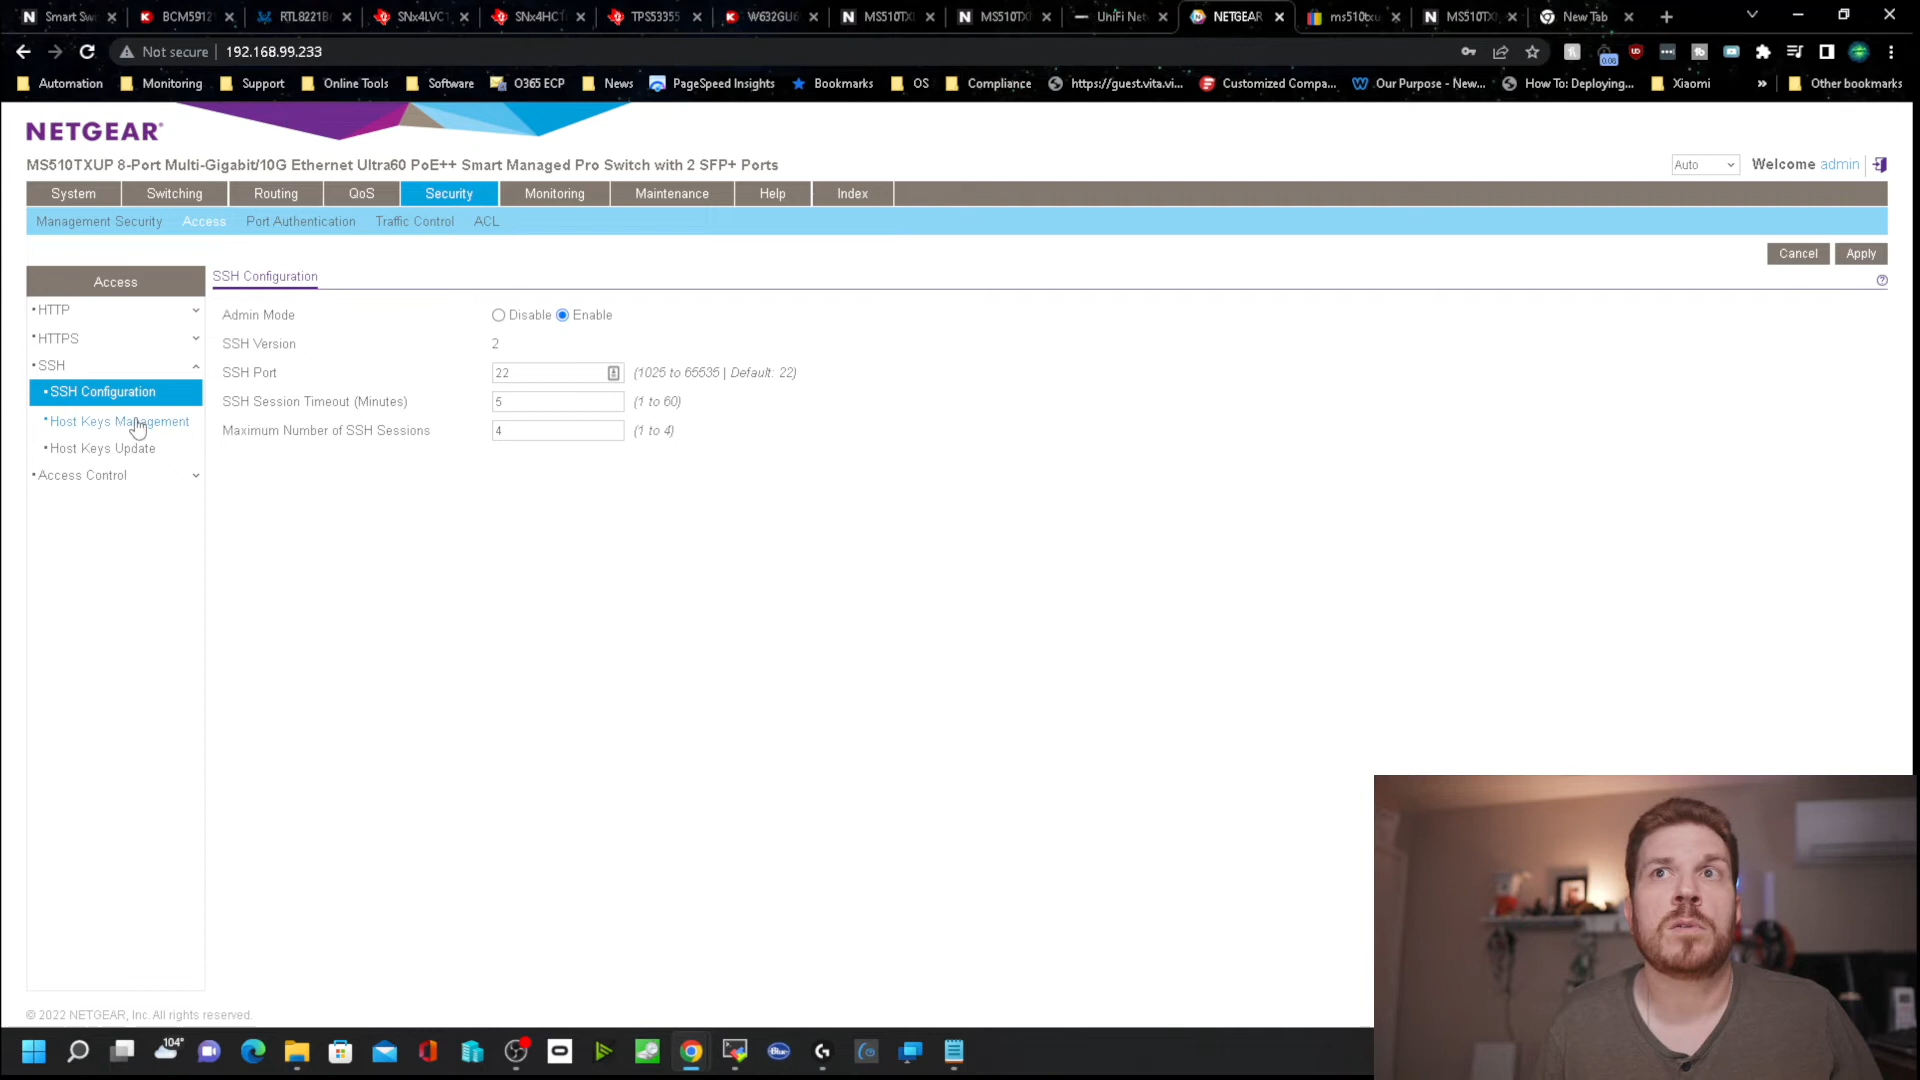 Smart Sw
BCM5912
RTL8221B
SNx4LVC1
SNx4HC1
TPS53355
W632GU6
MS510TX
MS510TX
UniFi Net
NETGEAR
ms510txu
MS510TX
New Tab
Not secure
192.168.99.233
0.06
Automation
Monitoring
Support
Online Tools
Software
O365 ECP
News
PageSpeed Insights
Bookmarks
OS
Compliance
https://guest.vita.vi...
Customized Compa...
Our Purpose - New...
How To: Deploying...
Xiaomi
»
Other bookmarks
NETGEAR®
MS510TXUP 8-Port Multi-Gigabit/10G Ethernet Ultra60 PoE++ Smart Managed Pro Switch with 2 SFP+ Ports
Auto
Welcome admin
System
Switching
Routing
QoS
Security
Monitoring
Maintenance
Help
Index
Management Security
Access
Port Authentication
Traffic Control
ACL
Cancel
Apply
Access
SSH Configuration
•HTTP
•HTTPS
•SSH
•SSH Configuration
•Host Keys Management
•Host Keys Update
•Access Control
Admin Mode
Disable
Enable
SSH Version
2
SSH Port
22
(1025 to 65535 | Default: 22)
SSH Session Timeout (Minutes)
5
(1 to 60)
Maximum Number of SSH Sessions
4
(1 to 4)
© 2022 NETGEAR, Inc. All rights reserved.
104°